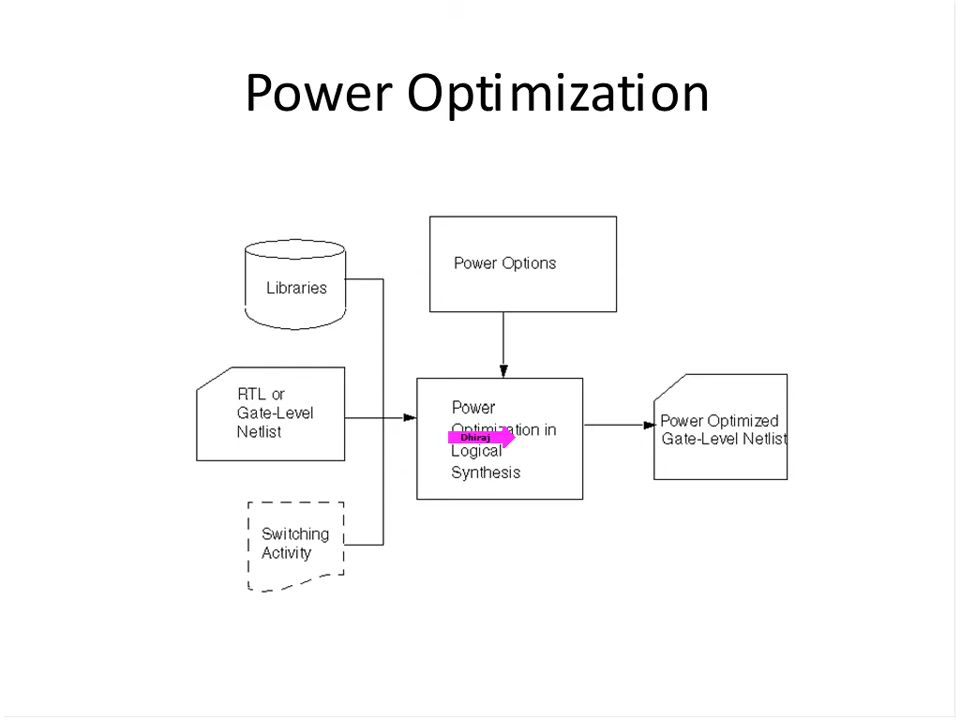 Power Optimization
Power Options
Libraries
RTL or
Gate-Level
Netlist
Power
Optimization in
Dhiraj
Logical
Synthesis
Power Optimized
Gate-Level Netlist
Switching
Activity